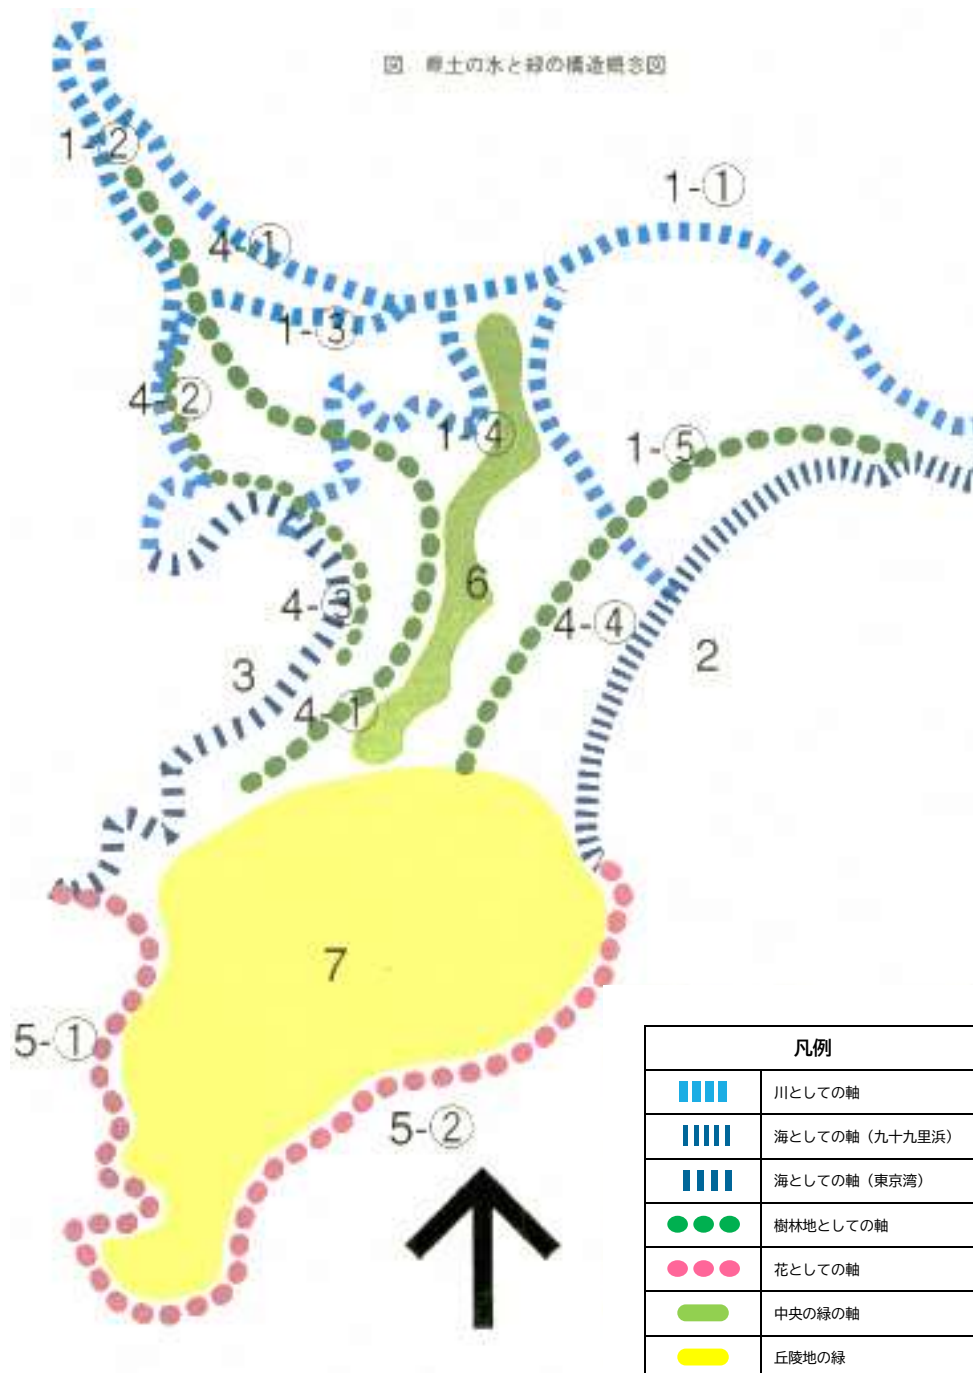 図 県土の水と緑の構造概念図
1-②
1-①
4-①
1-③
4-②
1-④
1-⑤
6
4-③
4-④
2
3
4-①
7
5-①
5-②
凡例
川としての軸
海としての軸（九十九里浜）
海としての軸（東京湾）
樹林地としての軸
花としての軸
中央の緑の軸
丘陵地の緑